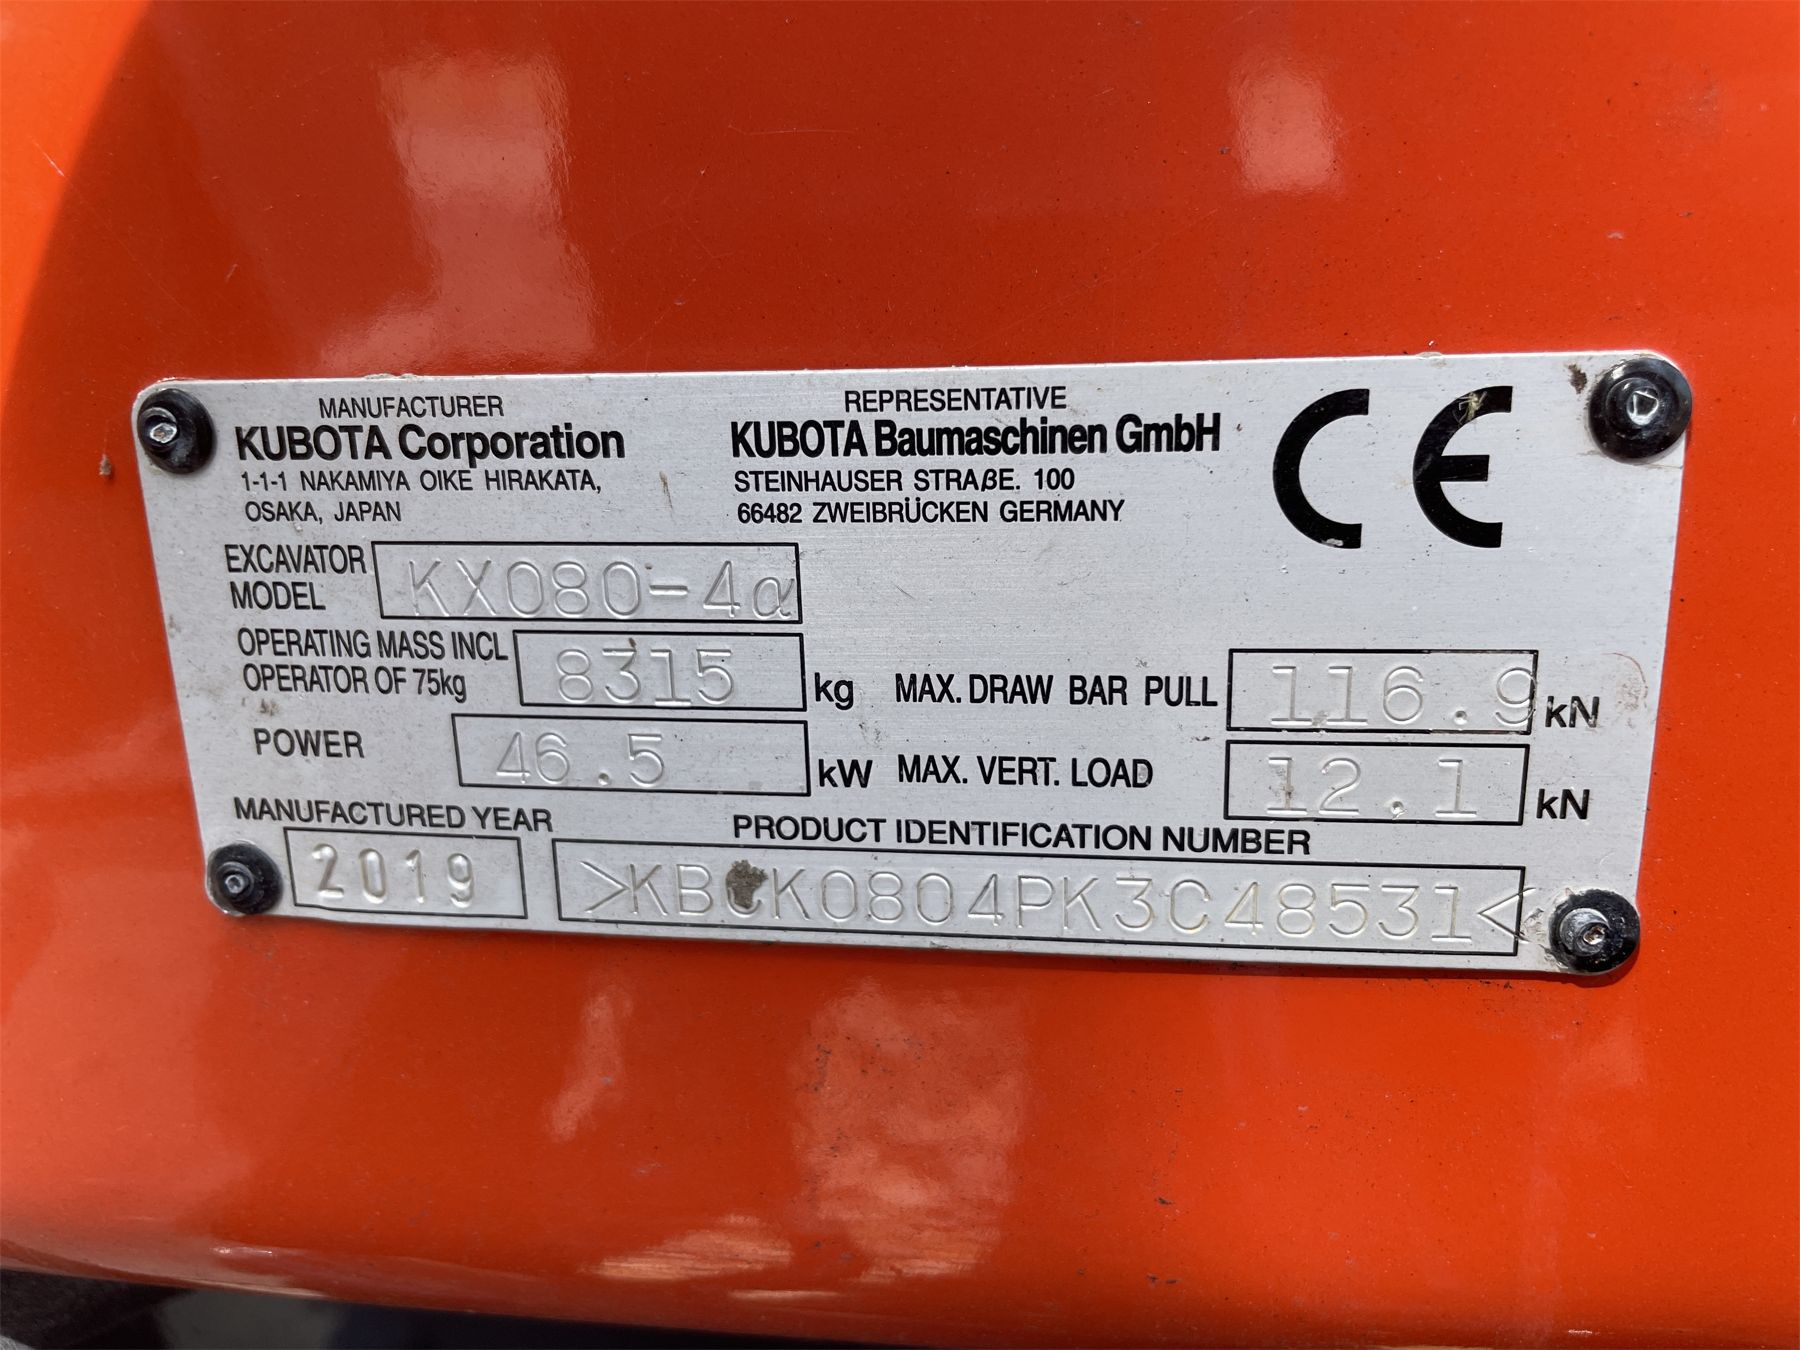 MANUFACTURER
KUBOTA Corporation
1-1-1 NAKAMIYA OIKE HIRAKATA,
OSAKA, JAPAN
REPRESENTATIVE
KUBOTA Baumaschinen GmbH
STEINHAUSER STRAßE. 100
66482 ZWEIBRÜCKEN GERMANY
CE
EXCAVATOR MODEL KX080-4α
OPERATING MASS INCL
OPERATOR OF 75kg 8315 kg
MAX. DRAW BAR PULL 116.9 kN
POWER 46.5 kW
MAX. VERT. LOAD 12.1 kN
MANUFACTURED YEAR
2019
PRODUCT IDENTIFICATION NUMBER
>KBCK0804PK3C48531<